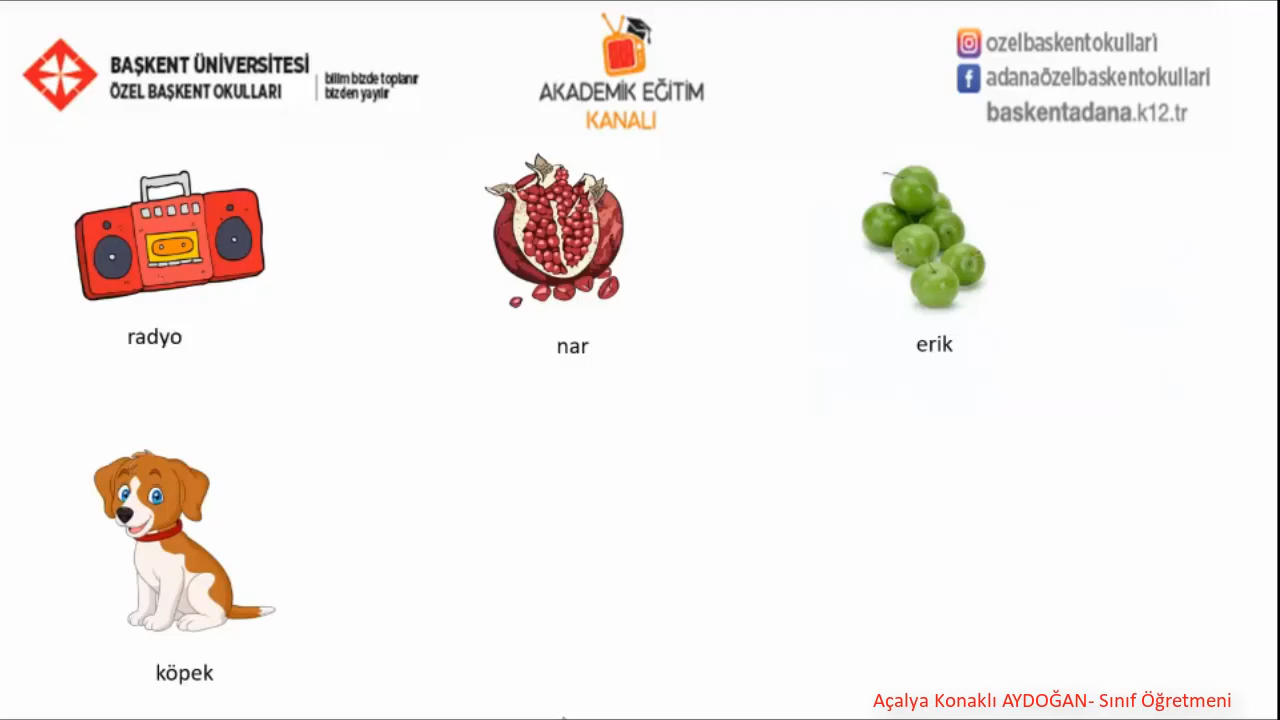 BAŞKENT ÜNİVERSİTESİ
ÖZEL BAŞKENT OKULLARI
bilim bizde toplanır
bizden yayılır
AKADEMİK EĞİTİM
KANALI
ozelbaskentokullari
adanaözelbaskentokullari
baskentadana.k12.tr
radyo
nar
erik
köpek
Açalya Konaklı AYDOĞAN- Sınıf Öğretmeni